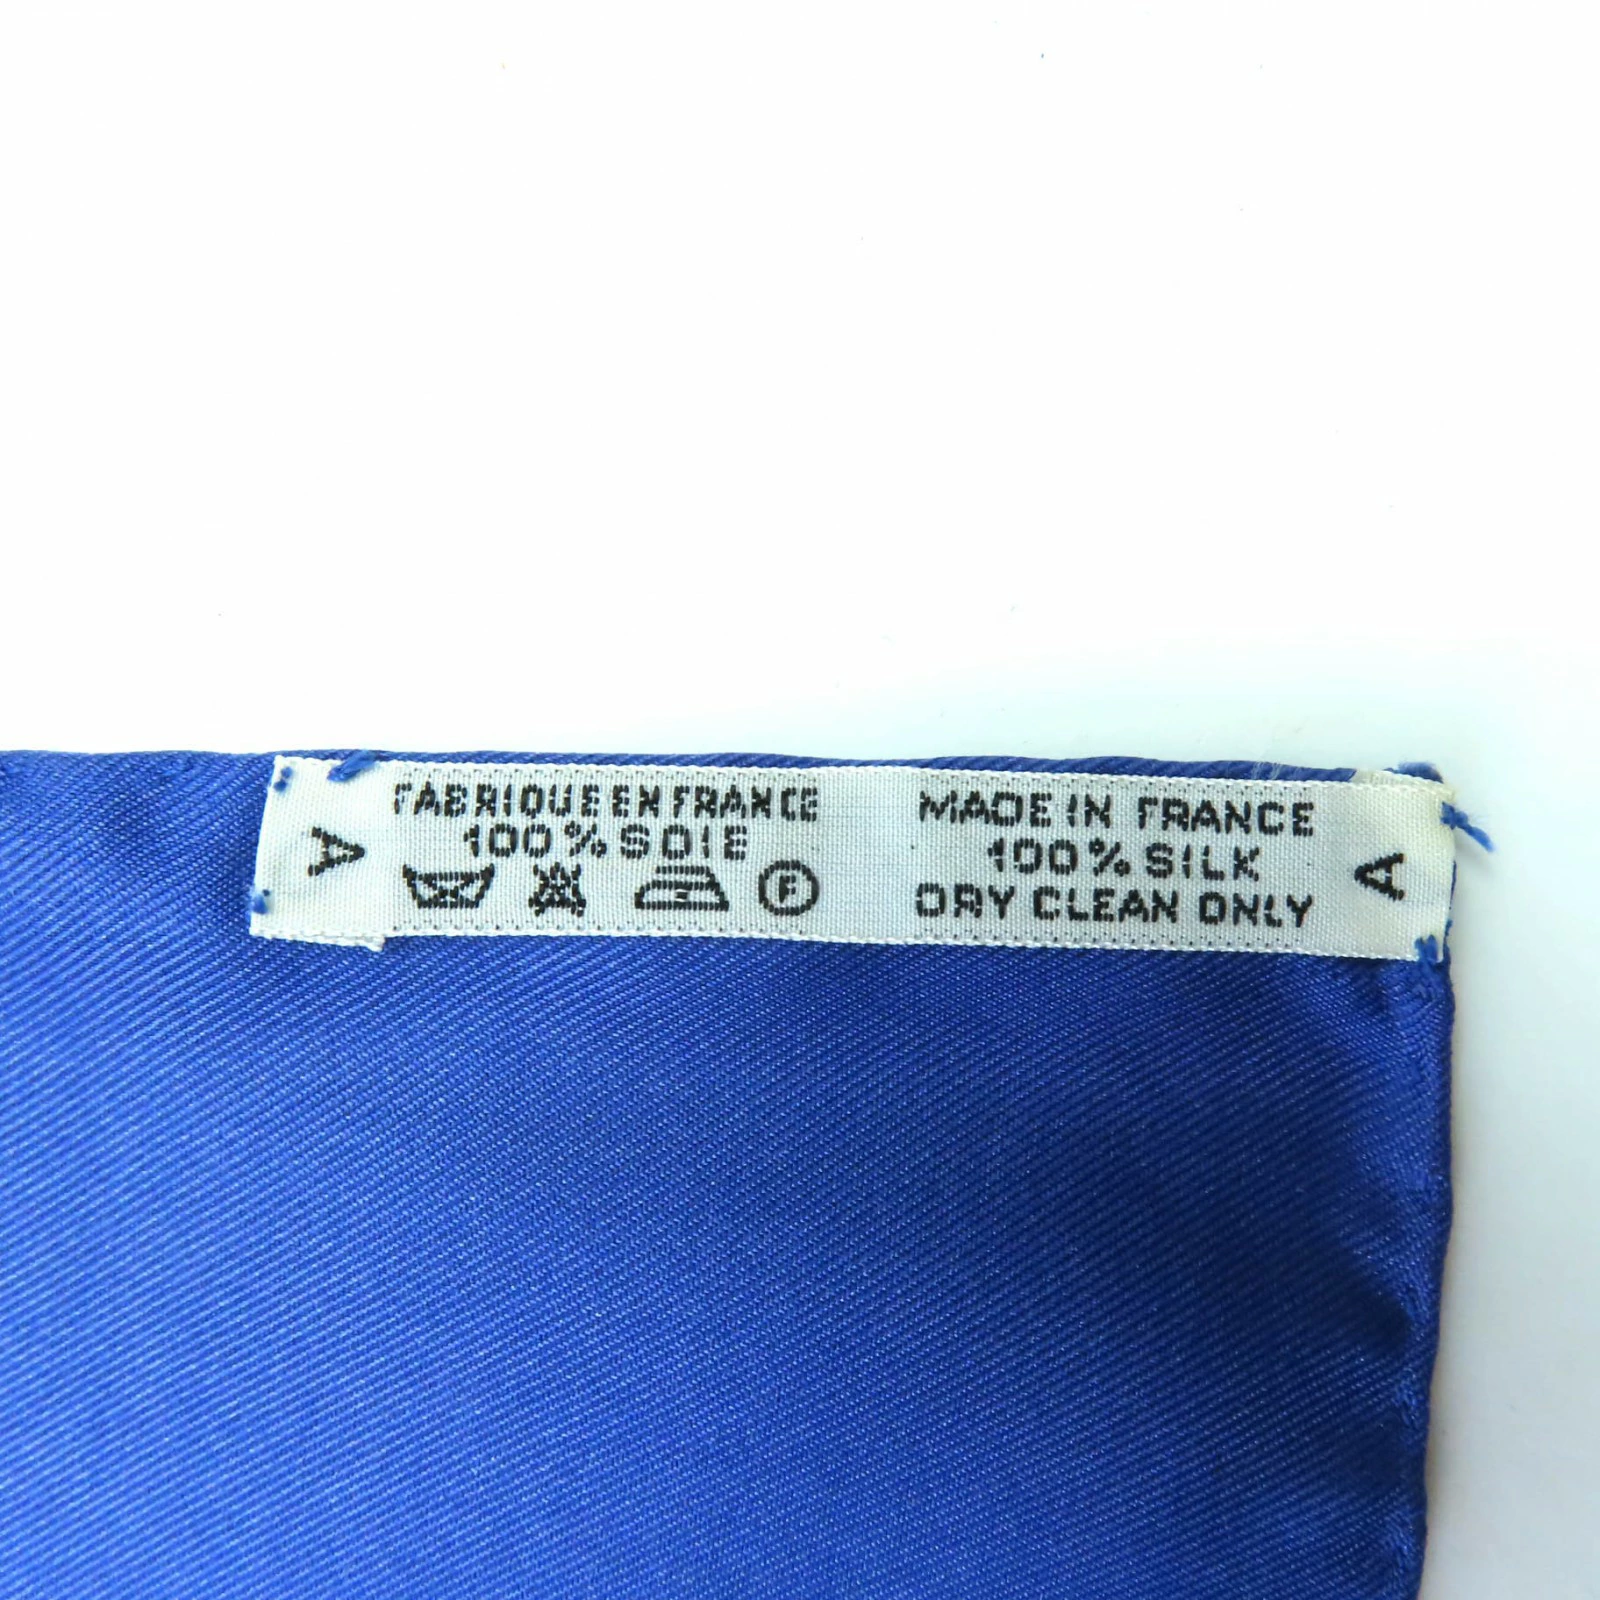 A
FABRIQUE EN FRANCE
100% SOIE
F
MADE IN FRANCE
100% SILK
DRY CLEAN ONLY
A